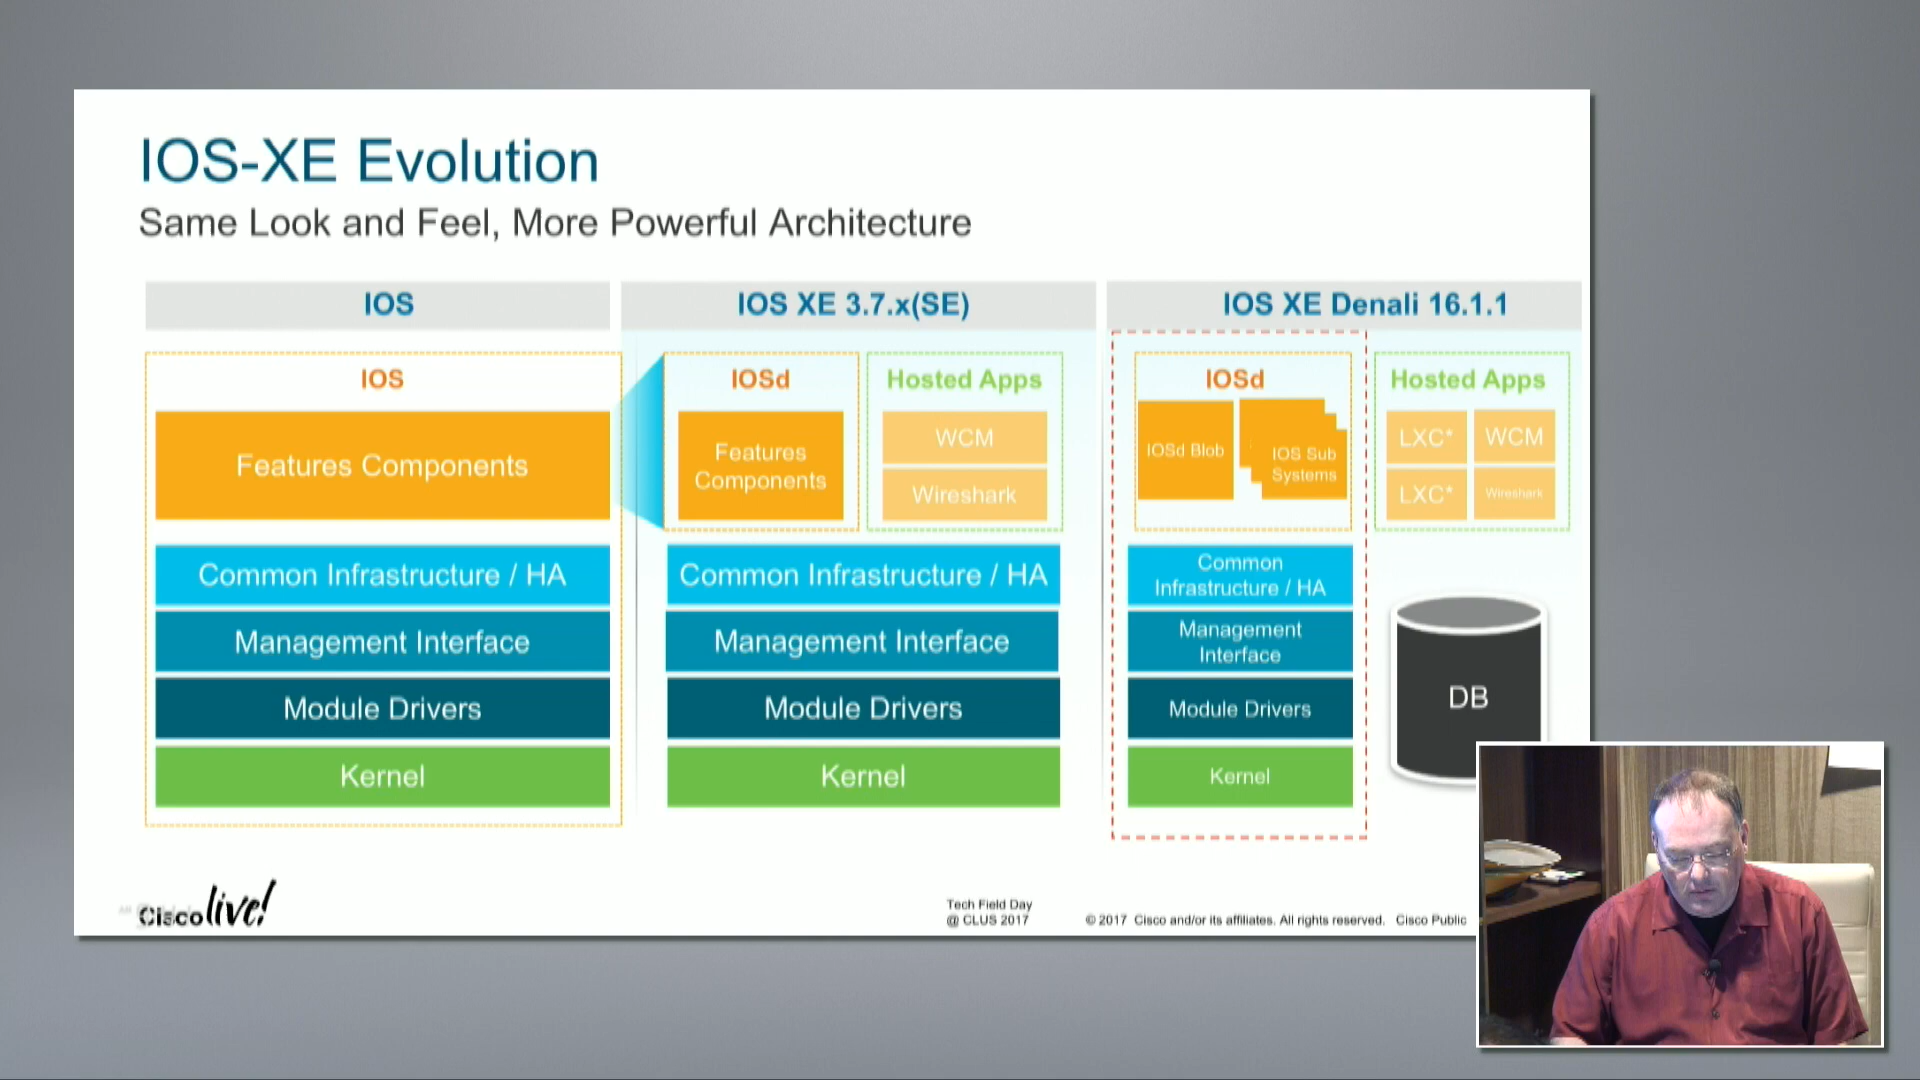 IOS-XE Evolution
Same Look and Feel, More Powerful Architecture
IOS
IOS
Features Components
Common Infrastructure / HA
Management Interface
Module Drivers
Kernel
IOS XE 3.7.x(SE)
IOSd
Features
Components
Hosted Apps
WCM
Wireshark
Common Infrastructure / HA
Management Interface
Module Drivers
Kernel
IOS XE Denali 16.1.1
IOSd
IOSd Blob
IOS Sub
Systems
Hosted Apps
LXC*
WCM
LXC*
Wireshark
Common
Infrastructure / HA
Management
Interface
Module Drivers
Kernel
DB
Cisco live!
Tech Field Day
@ CLUS 2017
© 2017 Cisco and/or its affiliates. All rights reserved. Cisco Public